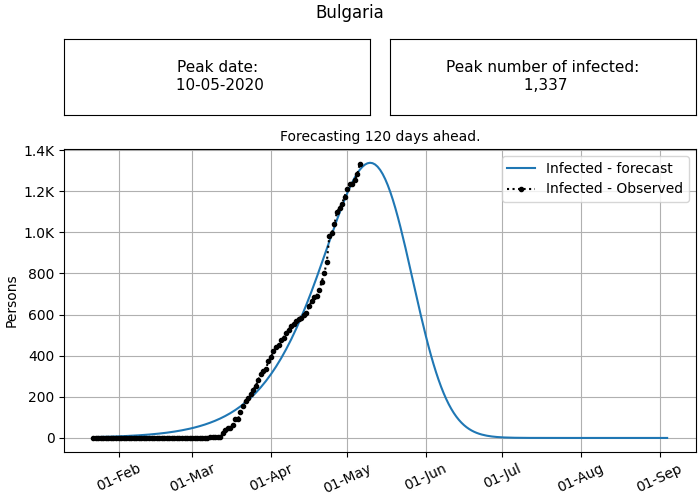 Bulgaria
Peak date:
10-05-2020
Peak number of infected:
1,337
Forecasting 120 days ahead.
Infected - forecast
Infected - Observed
1.4K
1.2K
1.0K
800
600
400
200
0
Persons
01-Feb
01-Mar
01-Apr
01-May
01-Jun
01-Jul
01-Aug
01-Sep